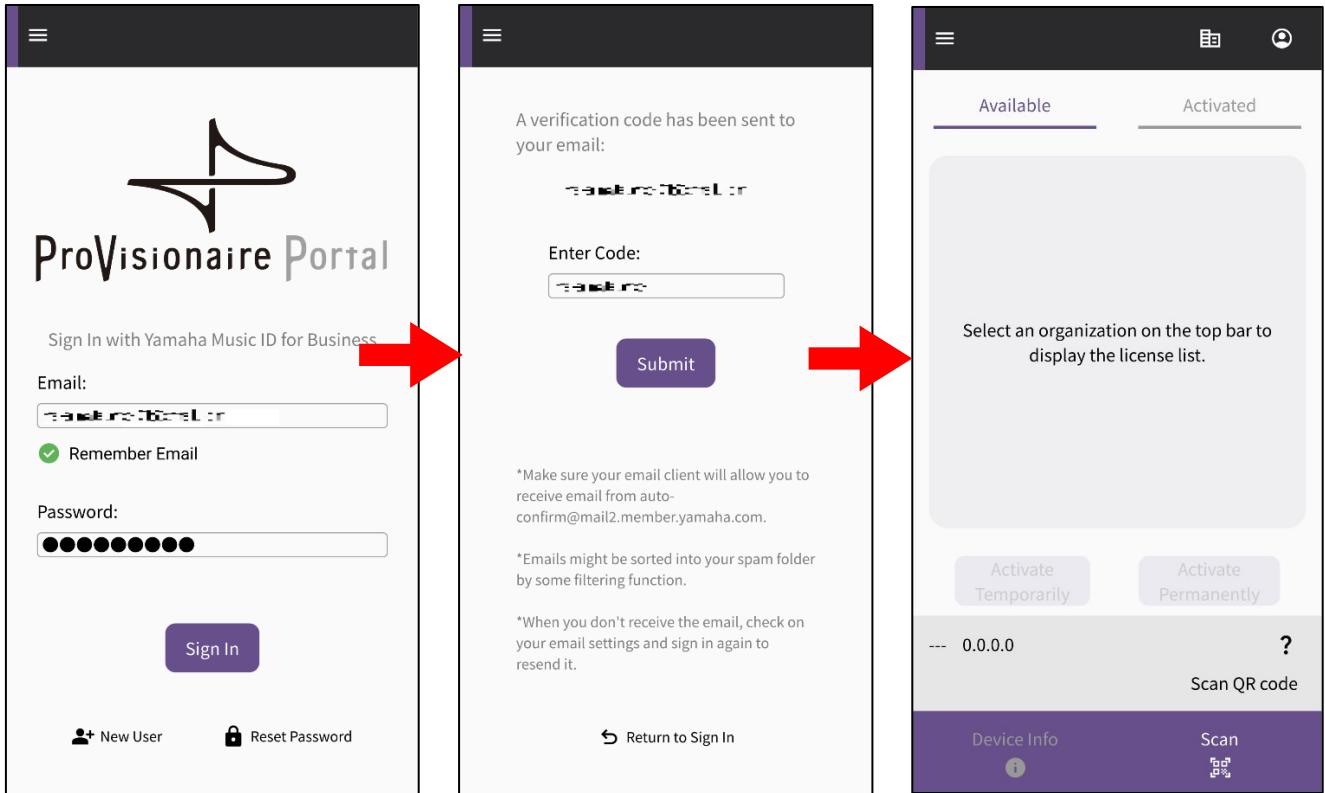 ProVisionaire Portal
Sign In with Yamaha Music ID for Business
Email:
Remember Email
Password:
Sign In
New User
Reset Password
A verification code has been sent to
your email:
Enter Code:
Submit
*Make sure your email client will allow you to
receive email from auto-
confirm@mail2.member.yamaha.com.
*Emails might be sorted into your spam folder
by some filtering function.
*When you don't receive the email, check on
your email settings and sign in again to
resend it.
Return to Sign In
Available
Activated
Select an organization on the top bar to
display the license list.
Activate
Temporarily
Activate
Permanently
--- 0.0.0.0
?
Scan QR code
Device Info
Scan